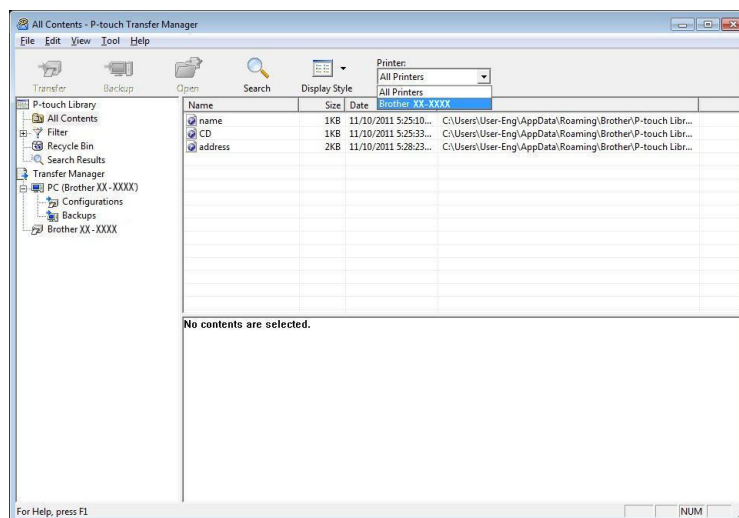 All Contents - P-touch Transfer Manager
File Edit View Tool Help
Transfer Backup Open Search Display Style
Printer:
All Printers
All Printers
Brother XX-XXXX
P-touch Library
All Contents
Filter
Recycle Bin
Search Results
Transfer Manager
PC (Brother XX-XXXX)
Configurations
Backups
Brother XX-XXXX
Name Size Date
name 1KB 11/10/2011 5:25:10... C:\Users\User-Eng\AppData\Roaming\Brother\P-touch Libr...
CD 1KB 11/10/2011 5:25:33... C:\Users\User-Eng\AppData\Roaming\Brother\P-touch Libr...
address 2KB 11/10/2011 5:28:23... C:\Users\User-Eng\AppData\Roaming\Brother\P-touch Libr...
No contents are selected.
For Help, press F1
NUM